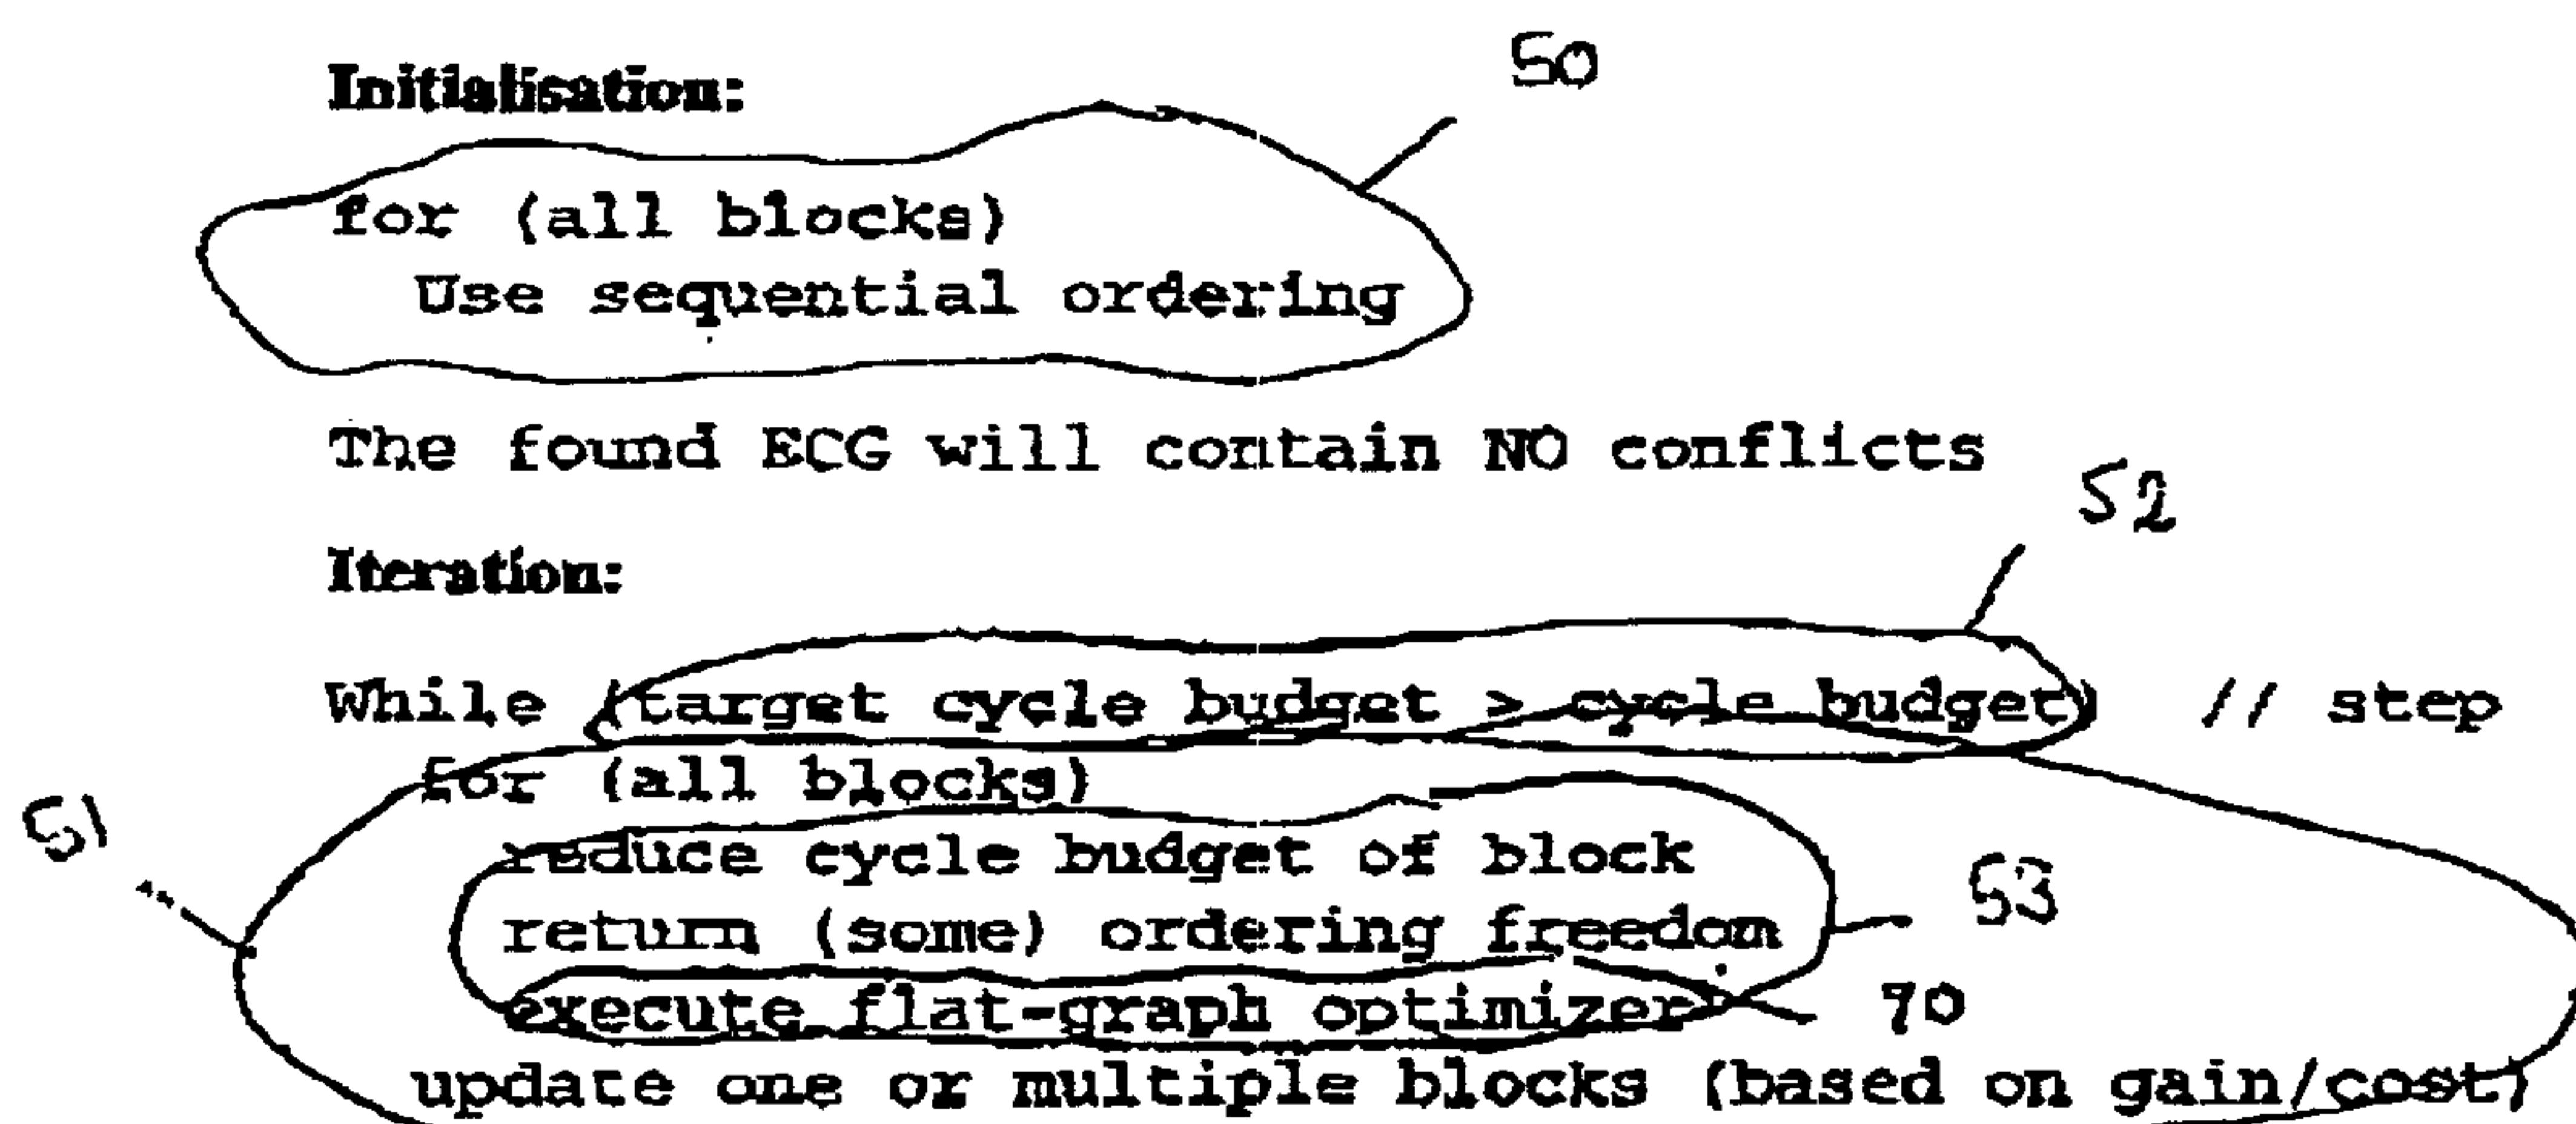 Initialisation:
50
for (all blocks)
Use sequential ordering
The found ECG will contain NO conflicts
52
Iteration:
While (target cycle budget > cycle budget) // step
for (all blocks)
51
reduce cycle budget of block
return (some) ordering freedom
53
execute flat-graph optimizer
70
update one or multiple blocks (based on gain/cost)